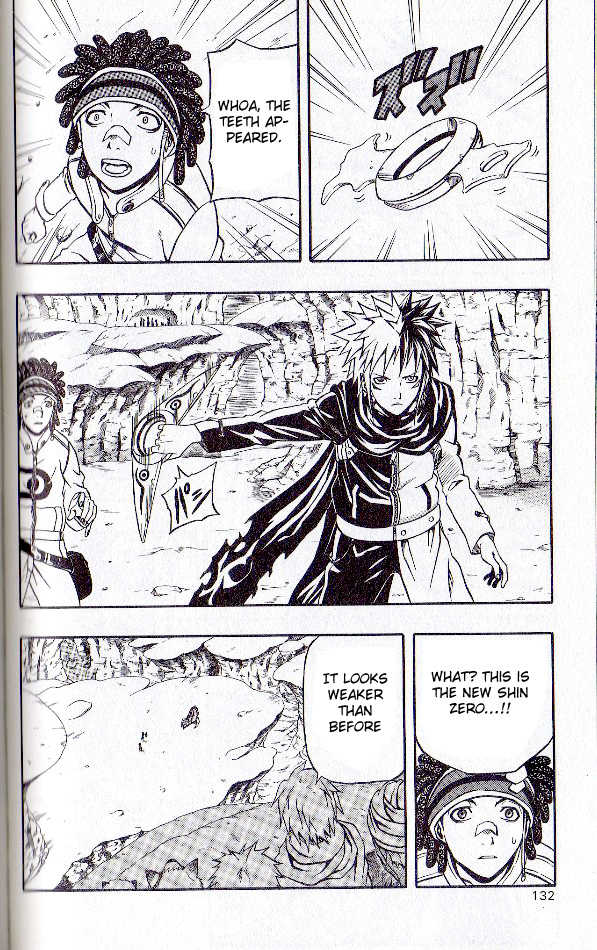 ズズズ
WHOA, THE
TEETH AP-
PEARED.
パシ
WHAT? THIS IS
THE NEW SHIN
ZERO...!!
IT LOOKS
WEAKER
THAN
BEFORE
132